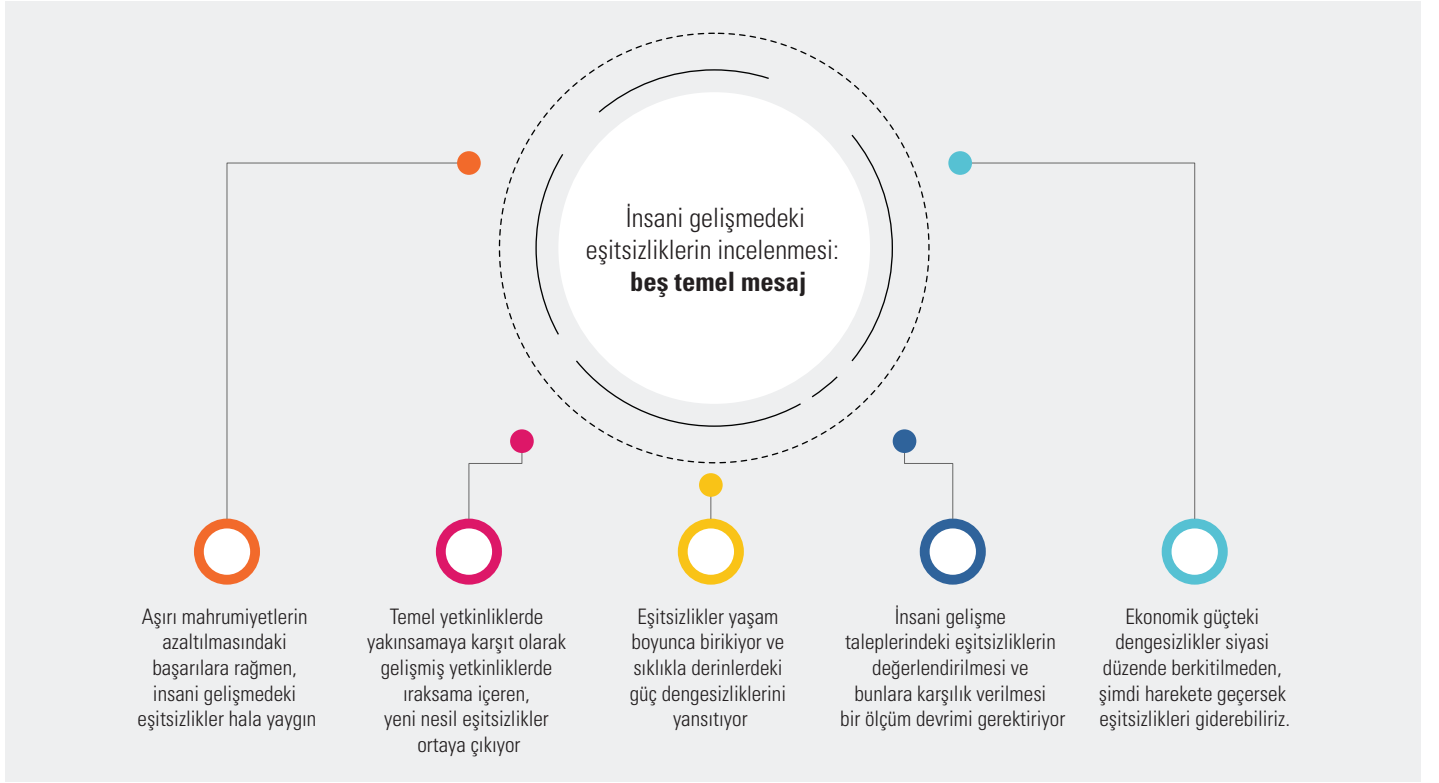 İnsani gelişmedeki
eşitsizliklerin incelenmesi:
beş temel mesaj
Aşırı mahrumiyetlerin
azaltılmasındaki
başarılara rağmen,
insani gelişmedeki
eşitsizlikler hala yaygın
Temel yetkinliklerde
yakınsamaya karşıt olarak
gelişmiş yetkinliklerde
ıraksama içeren,
yeni nesil eşitsizlikler
ortaya çıkıyor
Eşitsizlikler yaşam
boyunca birikiyor ve
sıklıkla derinlerdeki
güç dengesizliklerini
yansıtıyor
İnsani gelişme
taleplerindeki eşitsizliklerin
değerlendirilmesi ve
bunlara karşılık verilmesi
bir ölçüm devrimi gerektiriyor
Ekonomik güçteki
dengesizlikler siyasi
düzende berkitilmeden,
şimdi harekete geçersek
eşitsizlikleri giderebiliriz.